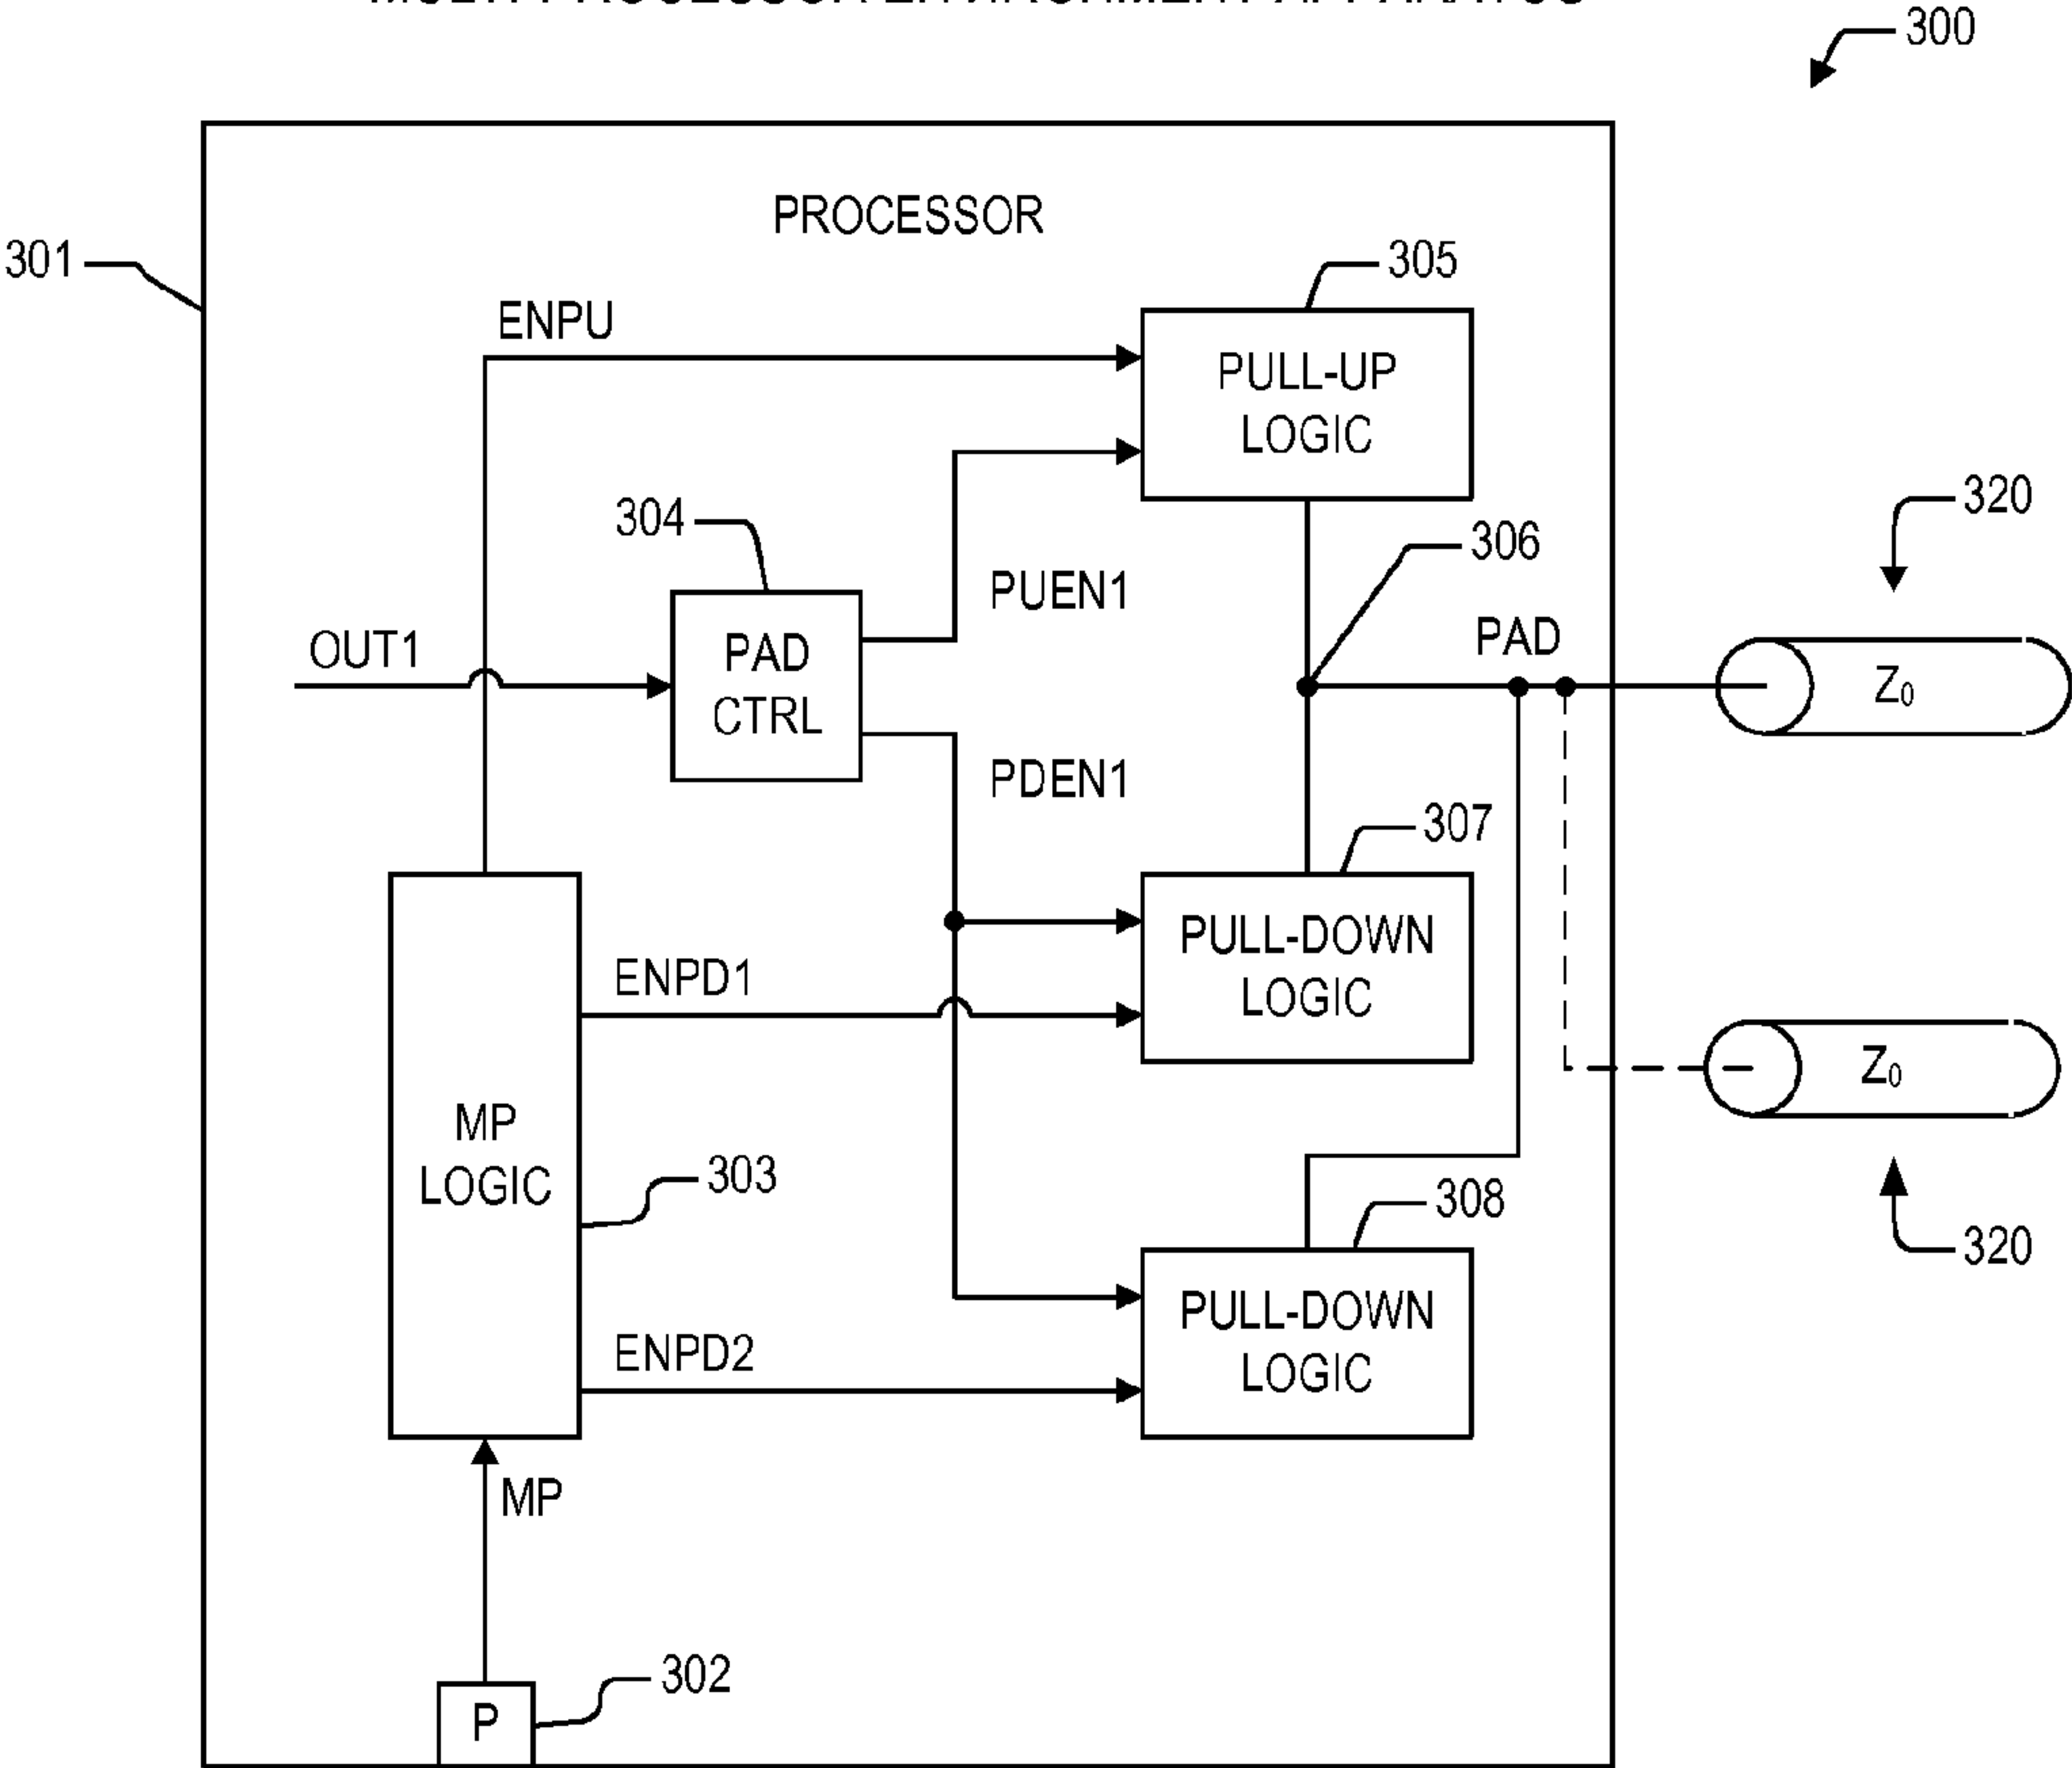 300
PROCESSOR
301
305
ENPU
PULL-UP
LOGIC
304
320
306
PUEN1
OUT1
PAD
CTRL
PAD
Z0
PDEN1
307
PULL-DOWN
LOGIC
ENPD1
Z0
MP
LOGIC
303
308
320
PULL-DOWN
LOGIC
ENPD2
MP
302
P